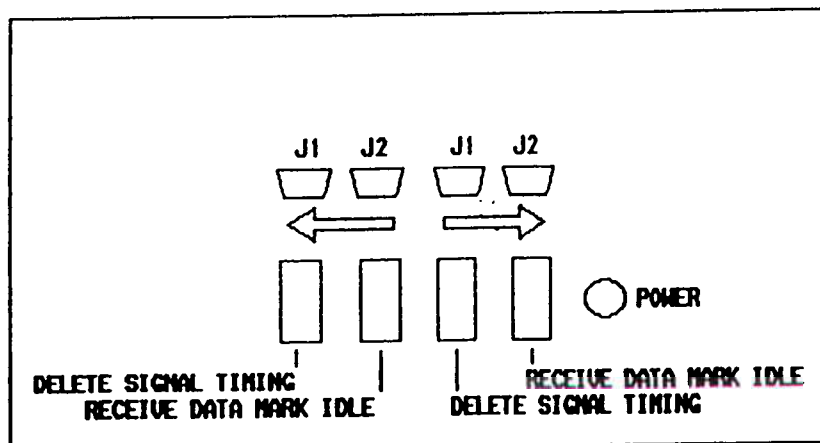 J1 J2 J1 J2
POWER
DELETE SIGNAL TIMING RECEIVE DATA MARK IDLE
RECEIVE DATA MARK IDLE DELETE SIGNAL TIMING